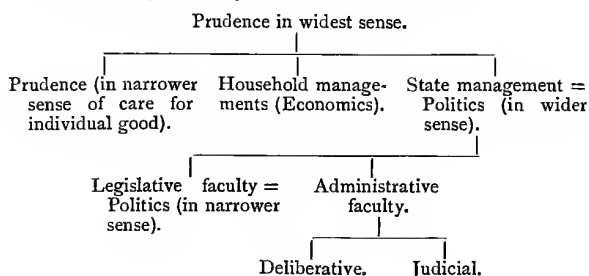 Prudence in widest sense.
Prudence (in narrower
sense of care for
individual good).
Household manage-
ments (Economics).
State management =
Politics (in wider
sense).
Legislative faculty =
Politics (in narrower
sense).
Administrative
faculty.
Deliberative.
Judicial.